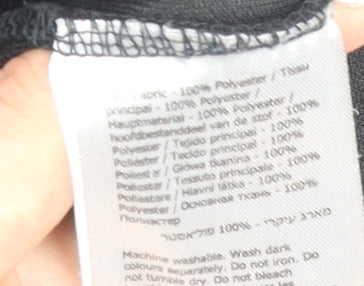 Fabric - 100% Polyester / Tissu
principal - 100% Polyester /
Hauptmaterial - 100% Polyester /
hoofdbestanddeel van de stof - 100%
Polyester / Tejido principal - 100%
Poliéster / Tecido principal - 100%
Poliester / Główna tkanina - 100%
Poliestar / Tessuto principale - 100%
Poliestere / Hlavní látka - 100%
Polyester / Основная ткань - 100%
Полиэстер
מארג עיקרי - 100% פוליאסטר
Machine washable. Wash dark
colours separately. Do not iron. Do
not tumble dry. Do not bleach